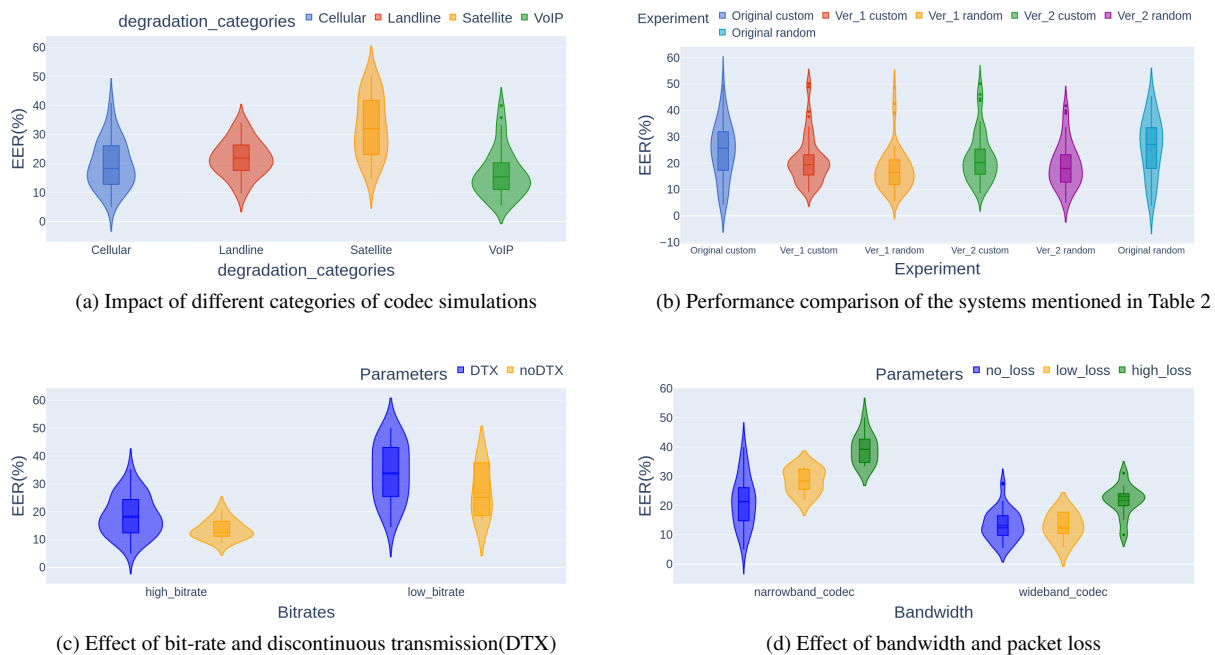 degradation_categories Cellular Landline Satellite VoIP
60
50
40
30
20
10
0
EER(%)
Cellular Landline Satellite VoIP
degradation_categories
(a) Impact of different categories of codec simulations
Experiment Original custom Ver_1 custom Ver_1 random Ver_2 custom Ver_2 random
Original random
60
50
40
30
20
10
0
−10
EER(%)
Original custom Ver_1 custom Ver_1 random Ver_2 custom Ver_2 random Original random
Experiment
(b) Performance comparison of the systems mentioned in Table 2
Parameters DTX noDTX
60
50
40
30
20
10
0
EER(%)
high_bitrate low_bitrate
Bitrates
(c) Effect of bit-rate and discontinuous transmission(DTX)
Parameters no_loss low_loss high_loss
60
50
40
30
20
10
0
EER(%)
narrowband_codec wideband_codec
Bandwidth
(d) Effect of bandwidth and packet loss